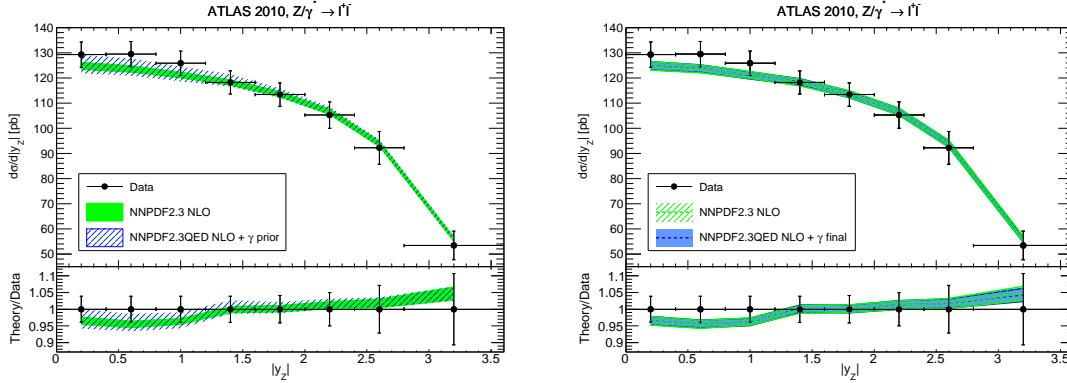 ATLAS 2010, Z/γ* → l⁺l⁻
dσ/d|y_Z| [pb]
140
130
120
110
100
90
80
70
60
50
Data
NNPDF2.3 NLO
NNPDF2.3QED NLO + γ prior
Theory/Data
1.1
1.05
1
0.95
0.9
0 0.5 1 1.5 2 2.5 3 3.5
|y_Z|
ATLAS 2010, Z/γ* → l⁺l⁻
dσ/d|y_Z| [pb]
140
130
120
110
100
90
80
70
60
50
Data
NNPDF2.3 NLO
NNPDF2.3QED NLO + γ final
Theory/Data
1.1
1.05
1
0.95
0.9
0 0.5 1 1.5 2 2.5 3 3.5
|y_Z|